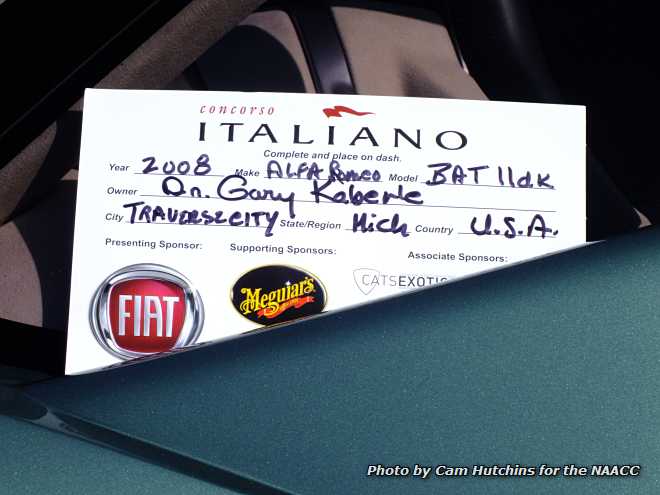 concorso
ITALIANO
Complete and place on dash.
Year 2008 Make ALFA Romeo Model BAT 11dk
Owner Dr. Gary Kaberle
City TRAVERSE CITY State/Region Mich Country U.S.A.
Presenting Sponsor: Supporting Sponsors: Associate Sponsors:
FIAT Meguiar's CATSEXOTIC
Photo by Cam Hutchins for the NAACC